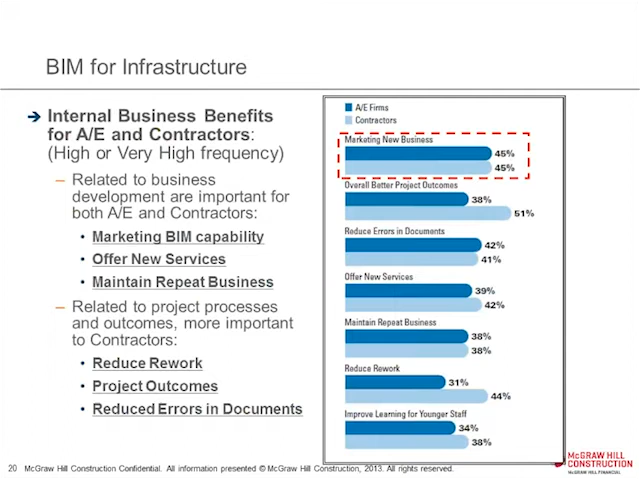 BIM for Infrastructure
➔ Internal Business Benefits
for A/E and Contractors:
(High or Very High frequency)
– Related to business
development are important for
both A/E and Contractors:
• Marketing BIM capability
• Offer New Services
• Maintain Repeat Business
– Related to project processes
and outcomes, more important
to Contractors:
• Reduce Rework
• Project Outcomes
• Reduced Errors in Documents
A/E Firms
Contractors
Marketing New Business
45%
45%
Overall Better Project Outcomes
38%
51%
Reduce Errors in Documents
42%
41%
Offer New Services
39%
42%
Maintain Repeat Business
38%
38%
Reduce Rework
31%
44%
Improve Learning for Younger Staff
34%
38%
20 McGraw Hill Construction Confidential. All information presented © McGraw Hill Construction, 2013. All rights reserved.
McGRAW HILL
CONSTRUCTION
McGRAW HILL FINANCIAL